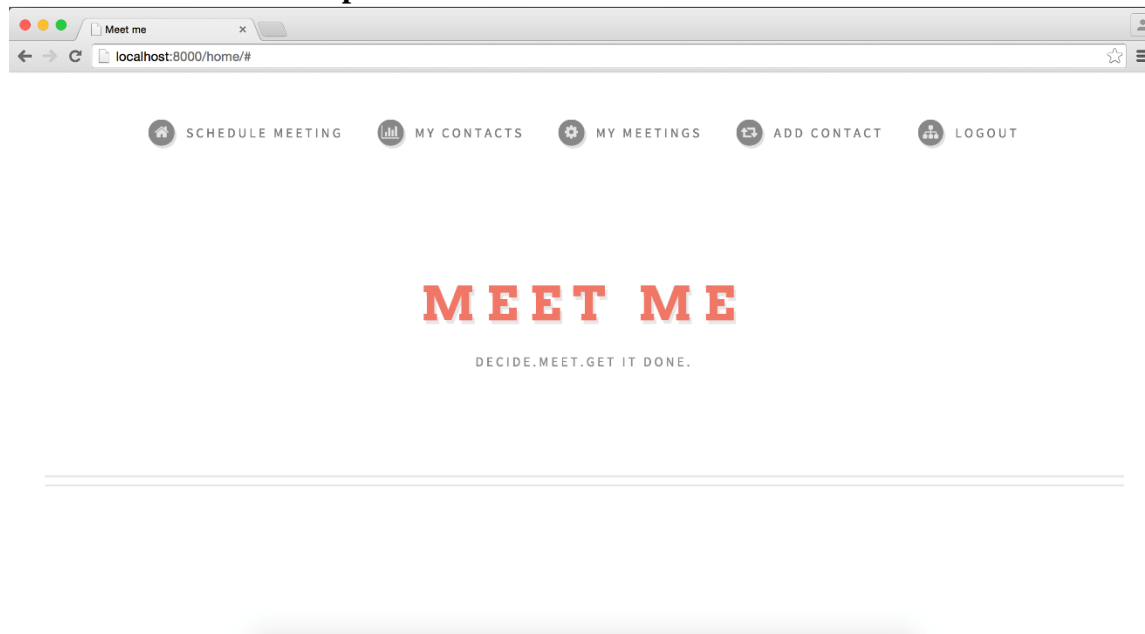 Meet me
localhost:8000/home/#
SCHEDULE MEETING MY CONTACTS MY MEETINGS ADD CONTACT LOGOUT
MEET ME
DECIDE.MEET.GET IT DONE.